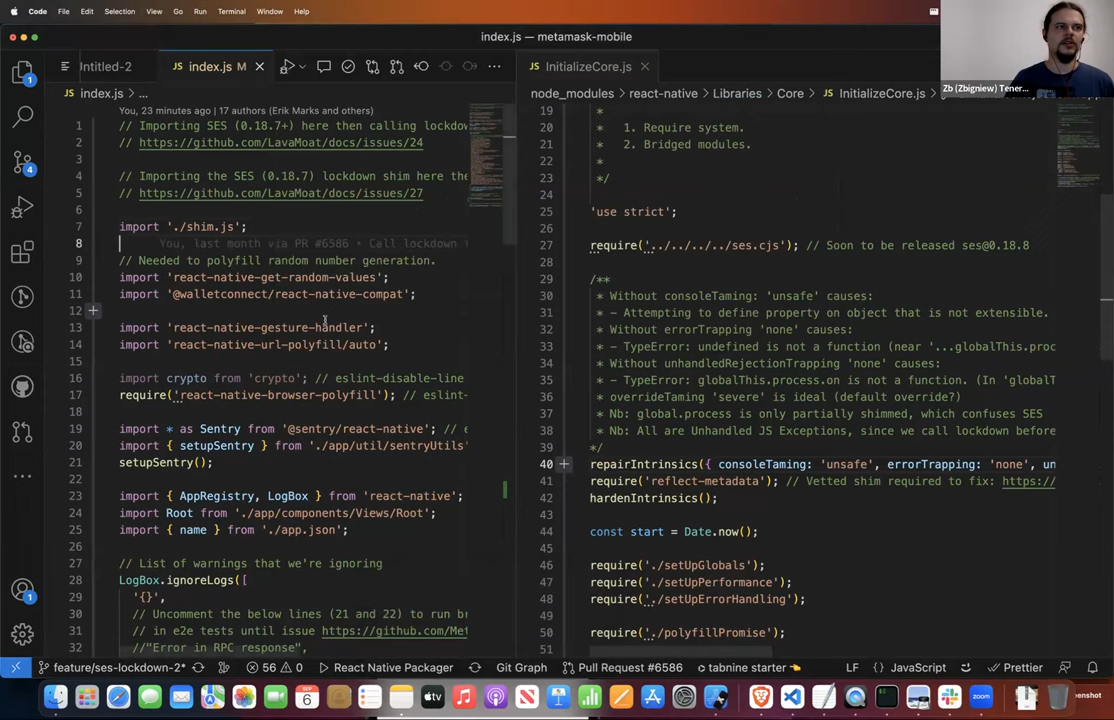 Code File Edit Selection View Go Run Terminal Window Help
index.js — metamask-mobile
Untitled-2
index.js M
InitializeCore.js
index.js > ...
node_modules > react-native > Libraries > Core > InitializeCore.js > ...
You, 23 minutes ago | 17 authors (Erik Marks and others)
1 // Importing SES (0.18.7+) here then calling lockdow
2 // https://github.com/LavaMoat/docs/issues/24
3
4 // Importing the SES (0.18.7) lockdown shim here the
5 // https://github.com/LavaMoat/docs/issues/27
6
7 import './shim.js';
8 You, last month via PR #6586 • Call lockdown
9 // Needed to polyfill random number generation.
10 import 'react-native-get-random-values';
11 import '@walletconnect/react-native-compat';
12
13 import 'react-native-gesture-handler';
14 import 'react-native-url-polyfill/auto';
15
16 import crypto from 'crypto'; // eslint-disable-line
17 require('react-native-browser-polyfill'); // eslint-
18
19 import * as Sentry from '@sentry/react-native'; // e
20 import { setupSentry } from './app/util/sentryUtils'
21 setupSentry();
22
23 import { AppRegistry, LogBox } from 'react-native';
24 import Root from './app/components/Views/Root';
25 import { name } from './app.json';
26
27 // List of warnings that we're ignoring
28 LogBox.ignoreLogs([
29 '{}',
30 // Uncomment the below lines (21 and 22) to run br
31 // in e2e tests until issue https://github.com/Met
32 //"Error in RPC response",
19 *
20 * 1. Require system.
21 * 2. Bridged modules.
22 *
23 */
24
25 'use strict';
26
27 require('../../../../ses.cjs'); // Soon to be released ses@0.18.8
28
29 /**
30 * Without consoleTaming: 'unsafe' causes:
31 * - Attempting to define property on object that is not extensible.
32 * Without errorTrapping 'none' causes:
33 * - TypeError: undefined is not a function (near '...globalThis.proc
34 * Without unhandledRejectionTrapping 'none' causes:
35 * - TypeError: globalThis.process.on is not a function. (In 'globalT
36 * overrideTaming 'severe' is ideal (default override?)
37 * Nb: global.process is only partially shimmed, which confuses SES
38 * Nb: All are Unhandled JS Exceptions, since we call lockdown before
39 */
40 repairIntrinsics({ consoleTaming: 'unsafe', errorTrapping: 'none', un
41 require('reflect-metadata'); // Vetted shim required to fix: https://
42 hardenIntrinsics();
43
44 const start = Date.now();
45
46 require('./setUpGlobals');
47 require('./setUpPerformance');
48 require('./setUpErrorHandling');
49
50 require('./polyfillPromise');
51
Zb (Zbigniew) Tener...
feature/ses-lockdown-2* 56 0 React Native Packager Git Graph Pull Request #6586 tabnine starter LF JavaScript Prettier
SEP
6
tv
zoom